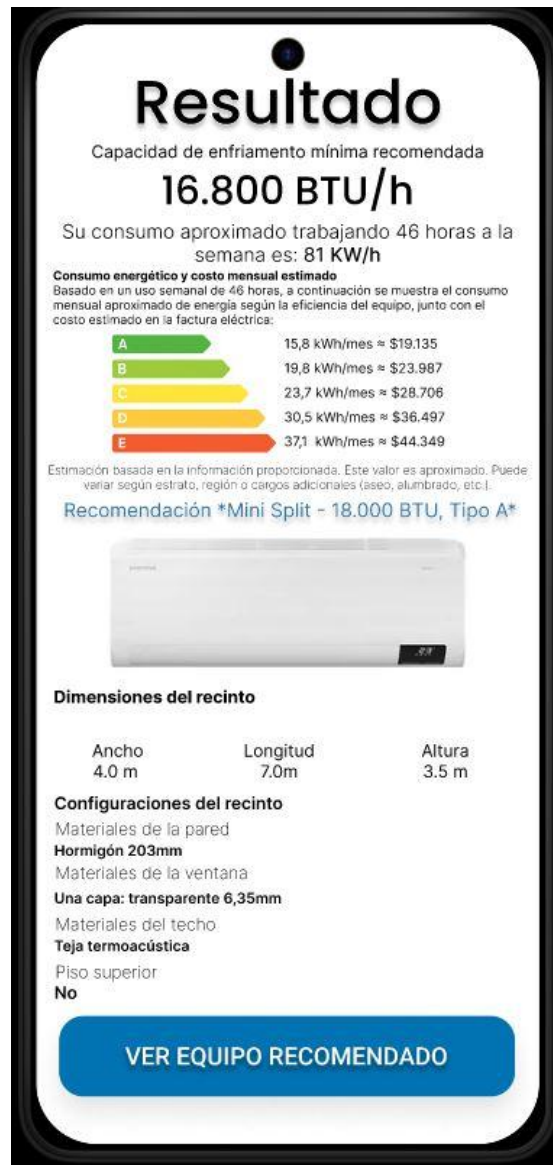 Resultado
Capacidad de enfriamento mínima recomendada
16.800 BTU/h
Su consumo aproximado trabajando 46 horas a la
semana es: 81 KW/h
Consumo energético y costo mensual estimado
Basado en un uso semanal de 46 horas, a continuación se muestra el consumo
mensual aproximado de energía según la eficiencia del equipo, junto con el
costo estimado en la factura eléctrica:
A 15,8 kWh/mes ≈ $19.135
B 19,8 kWh/mes ≈ $23.987
C 23,7 kWh/mes ≈ $28.706
D 30,5 kWh/mes ≈ $36.497
E 37,1 kWh/mes ≈ $44.349
Estimación basada en la información proporcionada. Este valor es aproximado. Puede
variar según estrato, región o cargos adicionales (aseo, alumbrado, etc.).
Recomendación *Mini Split - 18.000 BTU, Tipo A*
Dimensiones del recinto
Ancho Longitud Altura
4.0 m 7.0m 3.5 m
Configuraciones del recinto
Materiales de la pared
Hormigón 203mm
Materiales de la ventana
Una capa: transparente 6,35mm
Materiales del techo
Teja termoacústica
Piso superior
No
VER EQUIPO RECOMENDADO